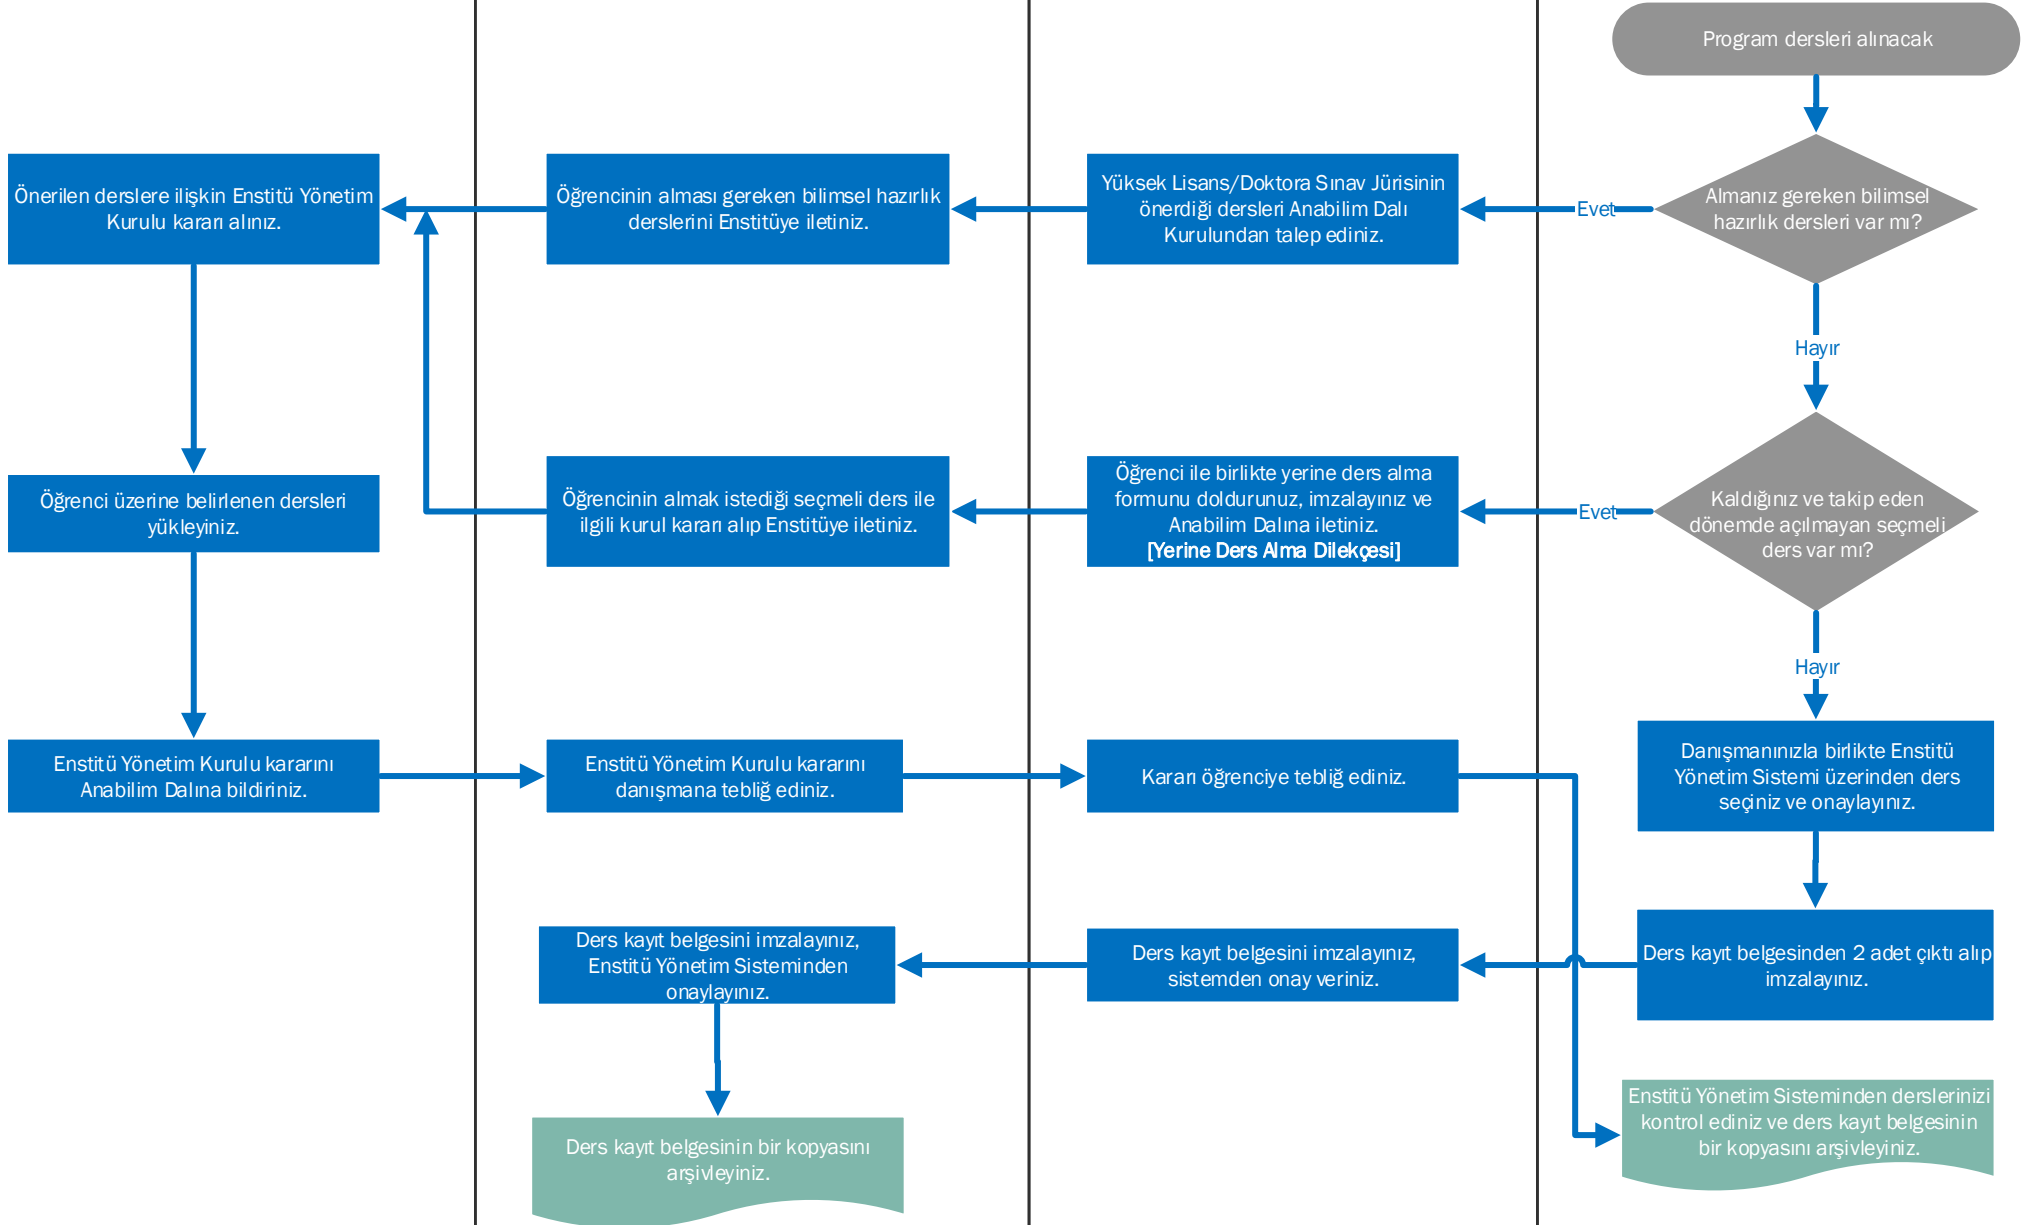 Program dersleri alınacak
Önerilen derslere ilişkin Enstitü Yönetim
Kurulu kararı alınız.
Öğrencinin alması gereken bilimsel hazırlık
derslerini Enstitüye iletiniz.
Yüksek Lisans/Doktora Sınav Jürisinin
önerdiği dersleri Anabilim Dalı
Kurulundan talep ediniz.
Evet
Almanız gereken bilimsel
hazırlık dersleri var mı?
Hayır
Öğrenci üzerine belirlenen dersleri
yükleyiniz.
Öğrencinin almak istediği seçmeli ders ile
ilgili kurul kararı alıp Enstitüye iletiniz.
Öğrenci ile birlikte yerine ders alma
formunu doldurunuz, imzalayınız ve
Anabilim Dalına iletiniz.
[Yerine Ders Alma Dilekçesi]
Evet
Kaldığınız ve takip eden
dönemde açılmayan seçmeli
ders var mı?
Hayır
Enstitü Yönetim Kurulu kararını
Anabilim Dalına bildiriniz.
Enstitü Yönetim Kurulu kararını
danışmana tebliğ ediniz.
Kararı öğrenciye tebliğ ediniz.
Danışmanınızla birlikte Enstitü
Yönetim Sistemi üzerinden ders
seçiniz ve onaylayınız.
Ders kayıt belgesini imzalayınız,
Enstitü Yönetim Sisteminden
onaylayınız.
Ders kayıt belgesini imzalayınız,
sistemden onay veriniz.
Ders kayıt belgesinden 2 adet çıktı alıp
imzalayınız.
Ders kayıt belgesinin bir kopyasını
arşivleyiniz.
Enstitü Yönetim Sisteminden derslerinizi
kontrol ediniz ve ders kayıt belgesinin
bir kopyasını arşivleyiniz.